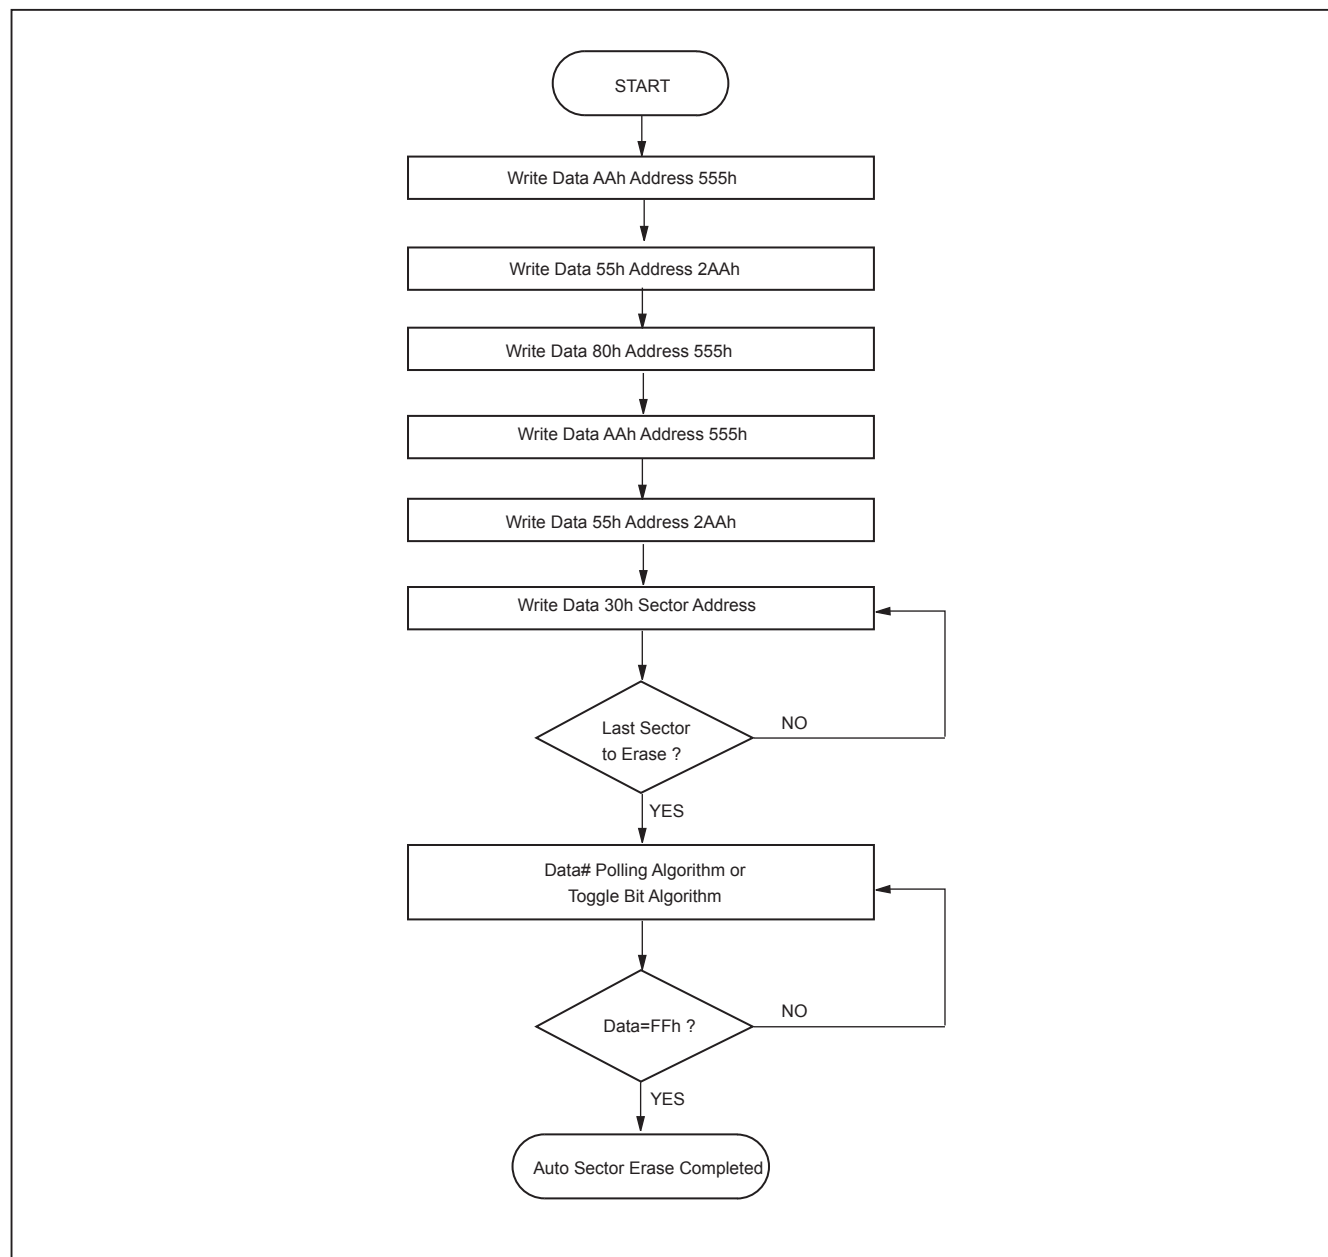 START
Write Data AAh Address 555h
Write Data 55h Address 2AAh
Write Data 80h Address 555h
Write Data AAh Address 555h
Write Data 55h Address 2AAh
Write Data 30h Sector Address
Last Sector
to Erase ?
NO
YES
Data# Polling Algorithm or
Toggle Bit Algorithm
Data=FFh ?
NO
YES
Auto Sector Erase Completed